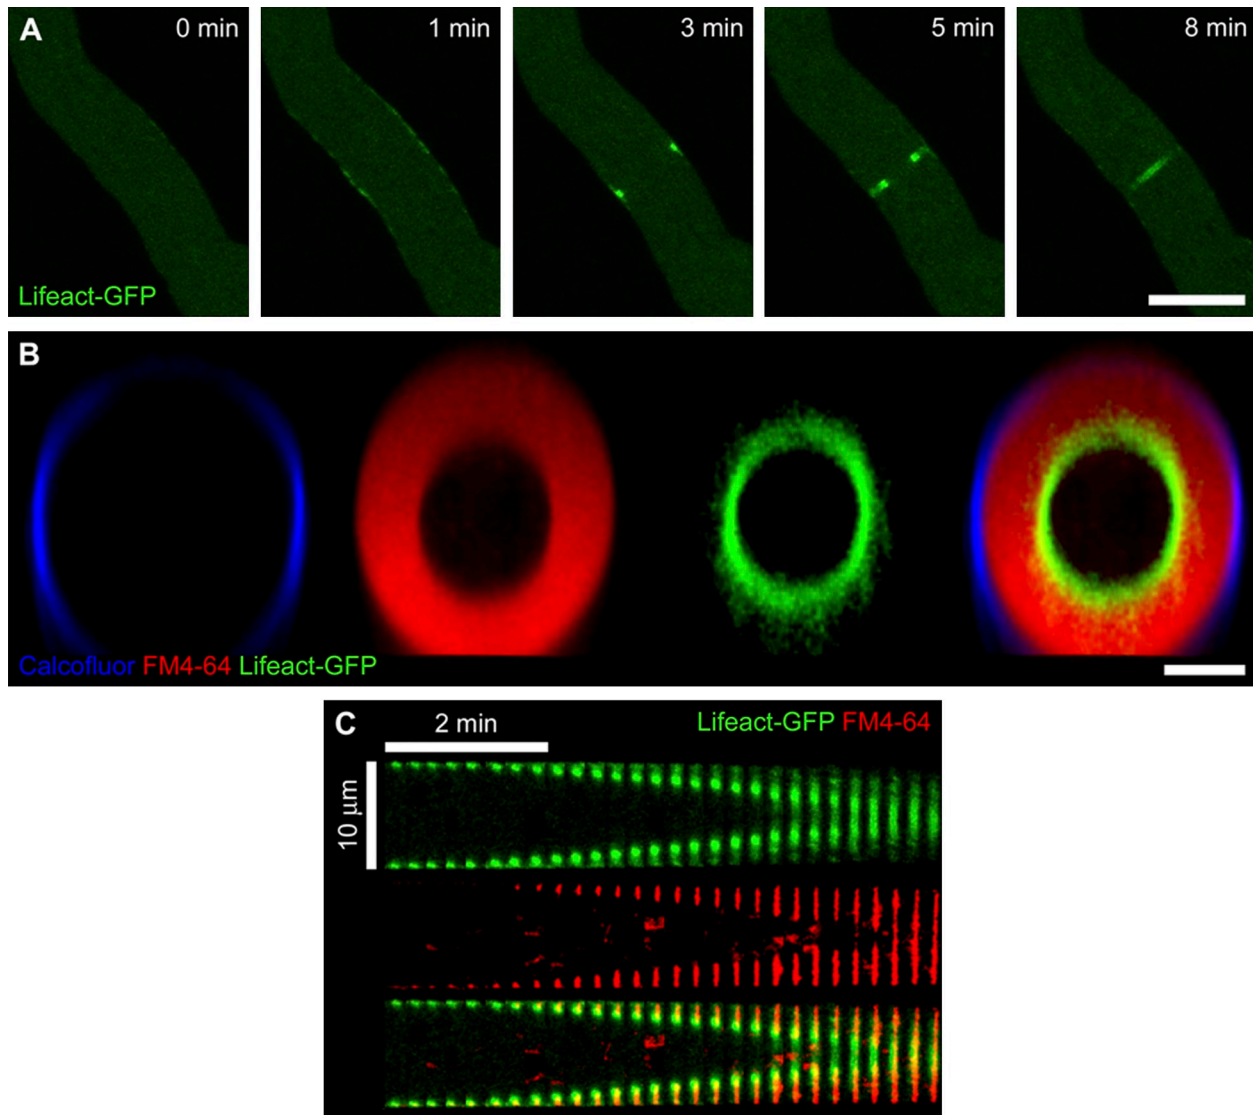 A 0 min 1 min 3 min 5 min 8 min
Lifeact-GFP
B
Calcofluor FM4-64 Lifeact-GFP
C 2 min Lifeact-GFP FM4-64
10 μm